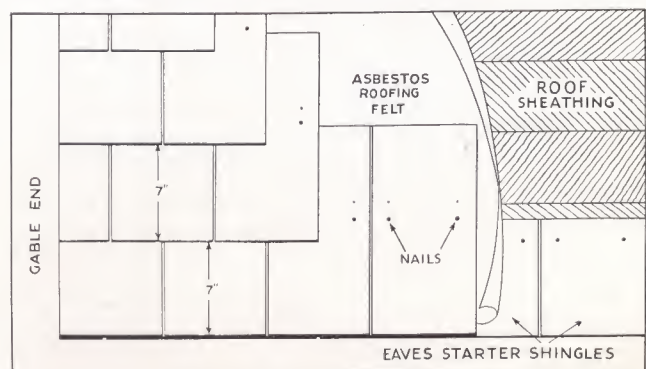 ASBESTOS
ROOFING
FELT
ROOF
SHEATHING
GABLE END
7"
7"
NAILS
EAVES STARTER SHINGLES